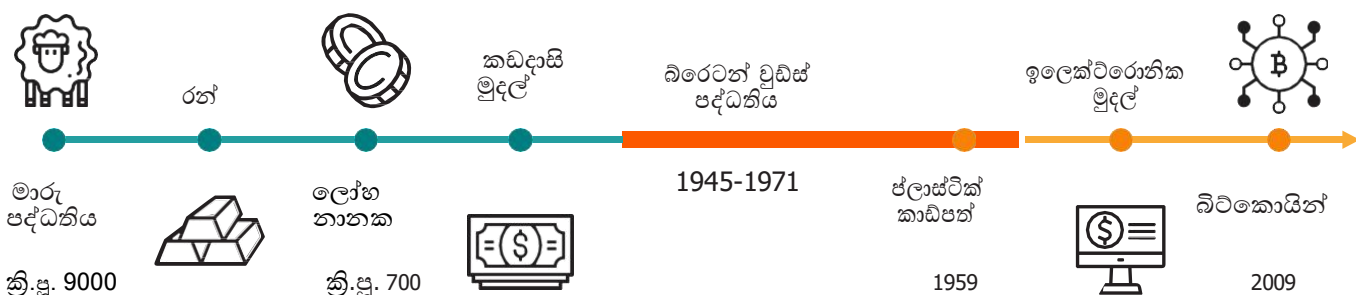 මාරු
පද්ධතිය
ක්‍රි.පූ. 9000
රන්
ලෝහ
නානක
ක්‍රි.පූ. 700
කඩදාසි
මුදල්
බ්රෙටන් වුඩ්ස්
පද්ධතිය
1945-1971
ප්ලාස්ටික්
කාඩ්පත්
1959
ඉලෙක්ට්රොනික
මුදල්
බිට්කොයින්
2009